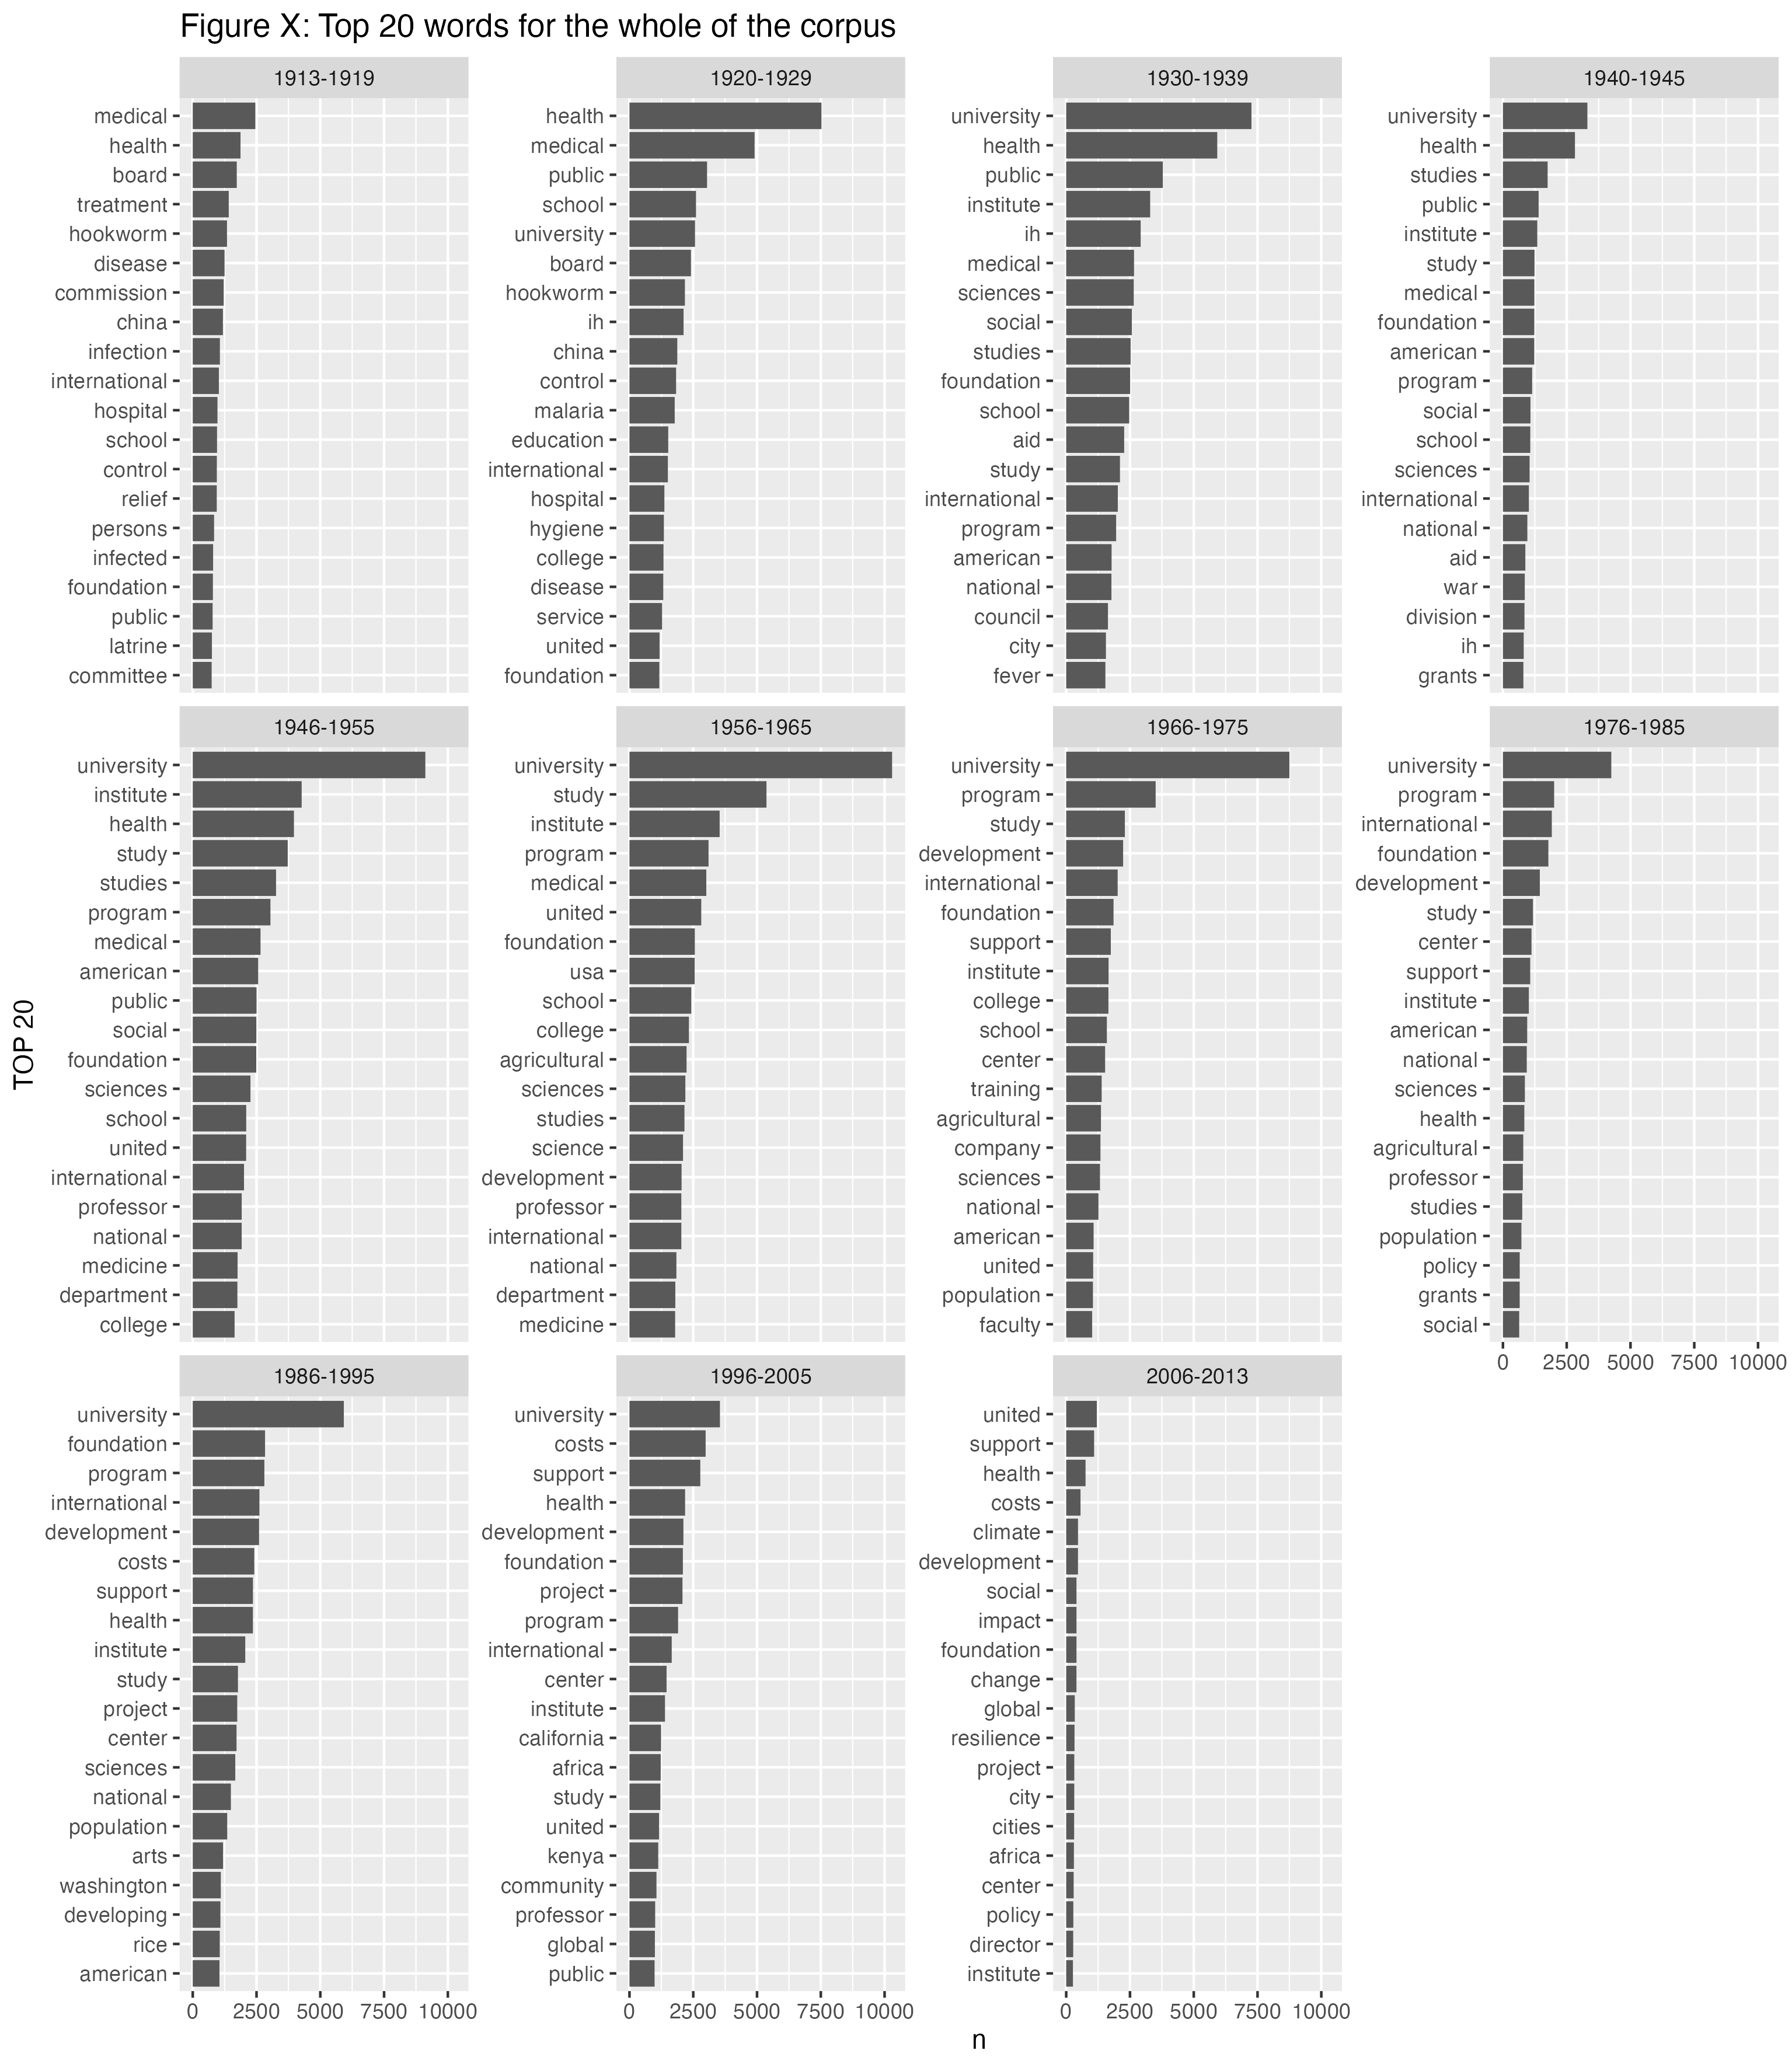 Figure X: Top 20 words for the whole of the corpus
1913-1919
medical
health
board
treatment
hookworm
disease
commission
china
infection
international
hospital
school
control
relief
persons
infected
foundation
public
latrine
committee
1920-1929
health
medical
public
school
university
board
hookworm
ih
china
control
malaria
education
international
hospital
hygiene
college
disease
service
united
foundation
1930-1939
university
health
public
institute
ih
medical
sciences
social
studies
foundation
school
aid
study
international
program
american
national
council
city
fever
1940-1945
university
health
studies
public
institute
study
medical
foundation
american
program
social
school
sciences
international
national
aid
war
division
ih
grants
TOP 20
1946-1955
university
institute
health
study
studies
program
medical
american
public
social
foundation
sciences
school
united
international
professor
national
medicine
department
college
1956-1965
university
study
institute
program
medical
united
foundation
usa
school
college
agricultural
sciences
studies
science
development
professor
international
national
department
medicine
1966-1975
university
program
study
development
international
foundation
support
institute
college
school
center
training
agricultural
company
sciences
national
american
united
population
faculty
1976-1985
university
program
international
foundation
development
study
center
support
institute
american
national
sciences
health
agricultural
professor
studies
population
policy
grants
social
0 2500 5000 7500 10000
1986-1995
university
foundation
program
international
development
costs
support
health
institute
study
project
center
sciences
national
population
arts
washington
developing
rice
american
0 2500 5000 7500 10000
1996-2005
university
costs
support
health
development
foundation
project
program
international
center
institute
california
africa
study
united
kenya
community
professor
global
public
0 2500 5000 7500 10000
2006-2013
united
support
health
costs
climate
development
social
impact
foundation
change
global
resilience
project
city
cities
africa
center
policy
director
institute
0 2500 5000 7500 10000
n